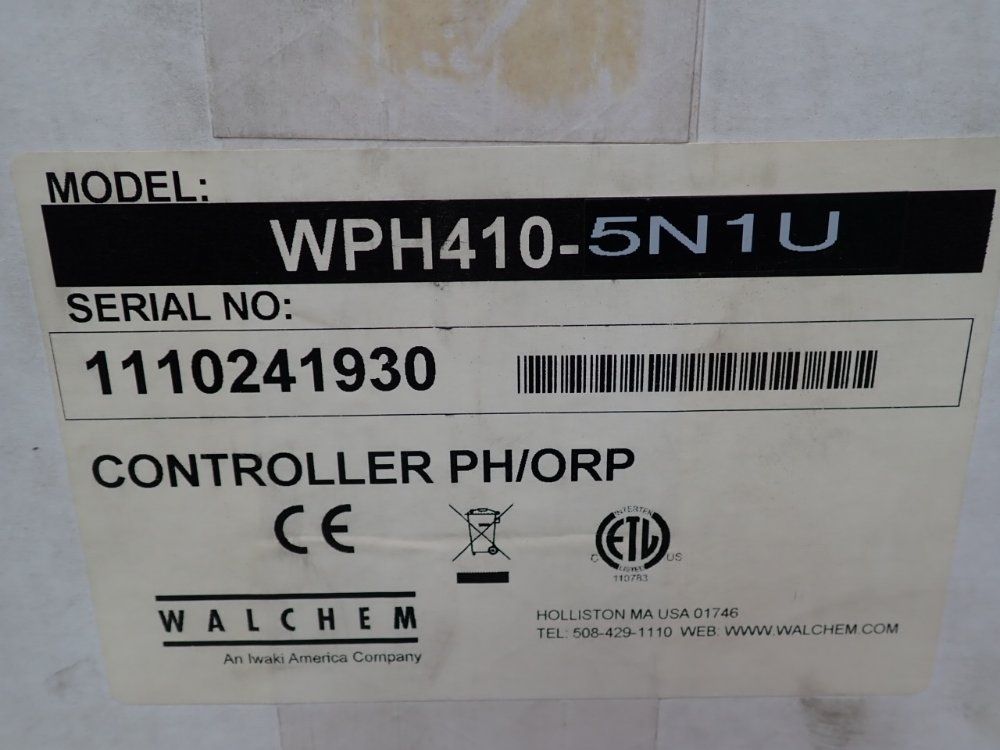 MODEL:
WPH410-5N1U
SERIAL NO:
1110241930
CONTROLLER PH/ORP
CE
INTERTEK
ETL
LISTED
C US
110783
WALCHEM
An Iwaki America Company
HOLLISTON MA USA 01746
TEL: 508-429-1110 WEB: WWW.WALCHEM.COM